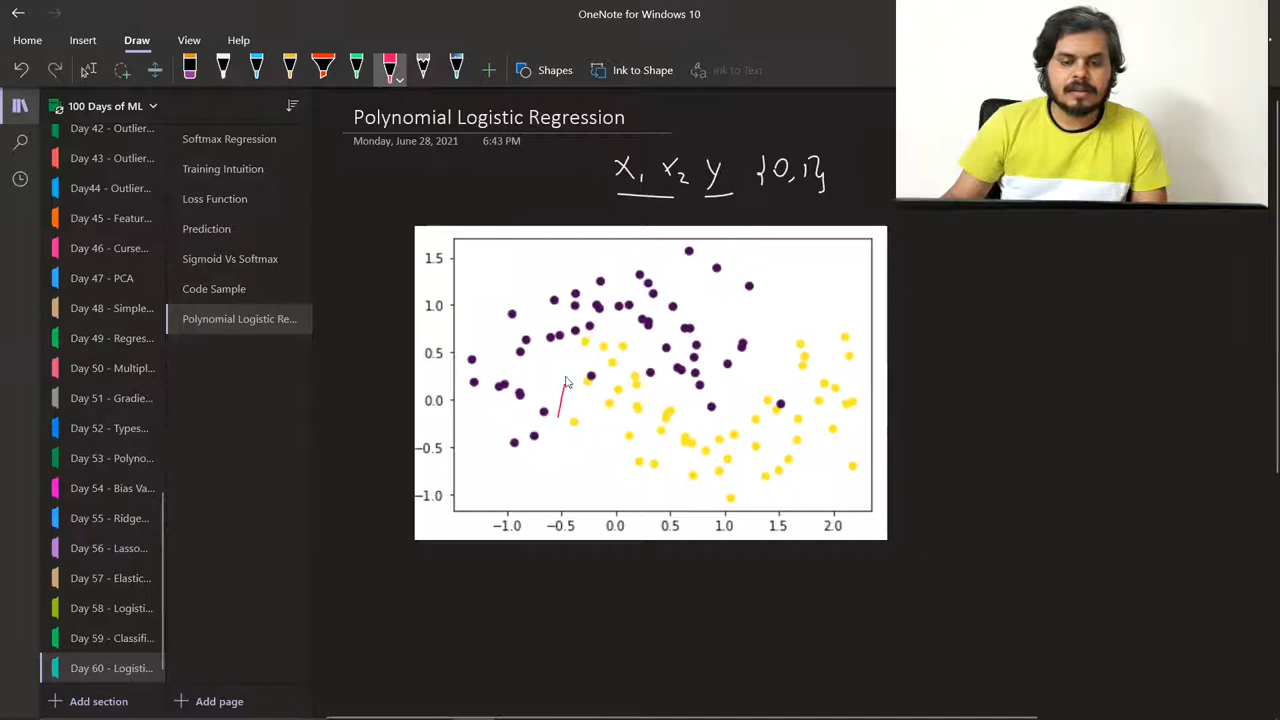 OneNote for Windows 10
Home Insert Draw View Help
Shapes Ink to Shape Ink to Text
100 Days of ML
Day 42 - Outlier...
Day 43 - Outlier...
Day44 - Outlier...
Day 45 - Featur...
Day 46 - Curse...
Day 47 - PCA
Day 48 - Simple...
Day 49 - Regres...
Day 50 - Multipl...
Day 51 - Gradie...
Day 52 - Types...
Day 53 - Polyno...
Day 54 - Bias Va...
Day 55 - Ridge...
Day 56 - Lasso...
Day 57 - Elastic...
Day 58 - Logisti...
Day 59 - Classifi...
Day 60 - Logisti...
Add section
Softmax Regression
Training Intuition
Loss Function
Prediction
Sigmoid Vs Softmax
Code Sample
Polynomial Logistic Re...
Add page
Polynomial Logistic Regression
Monday, June 28, 2021 6:43 PM
x₁ x₂ y {0,1}
1.5
1.0
0.5
0.0
−0.5
−1.0
−1.0 −0.5 0.0 0.5 1.0 1.5 2.0